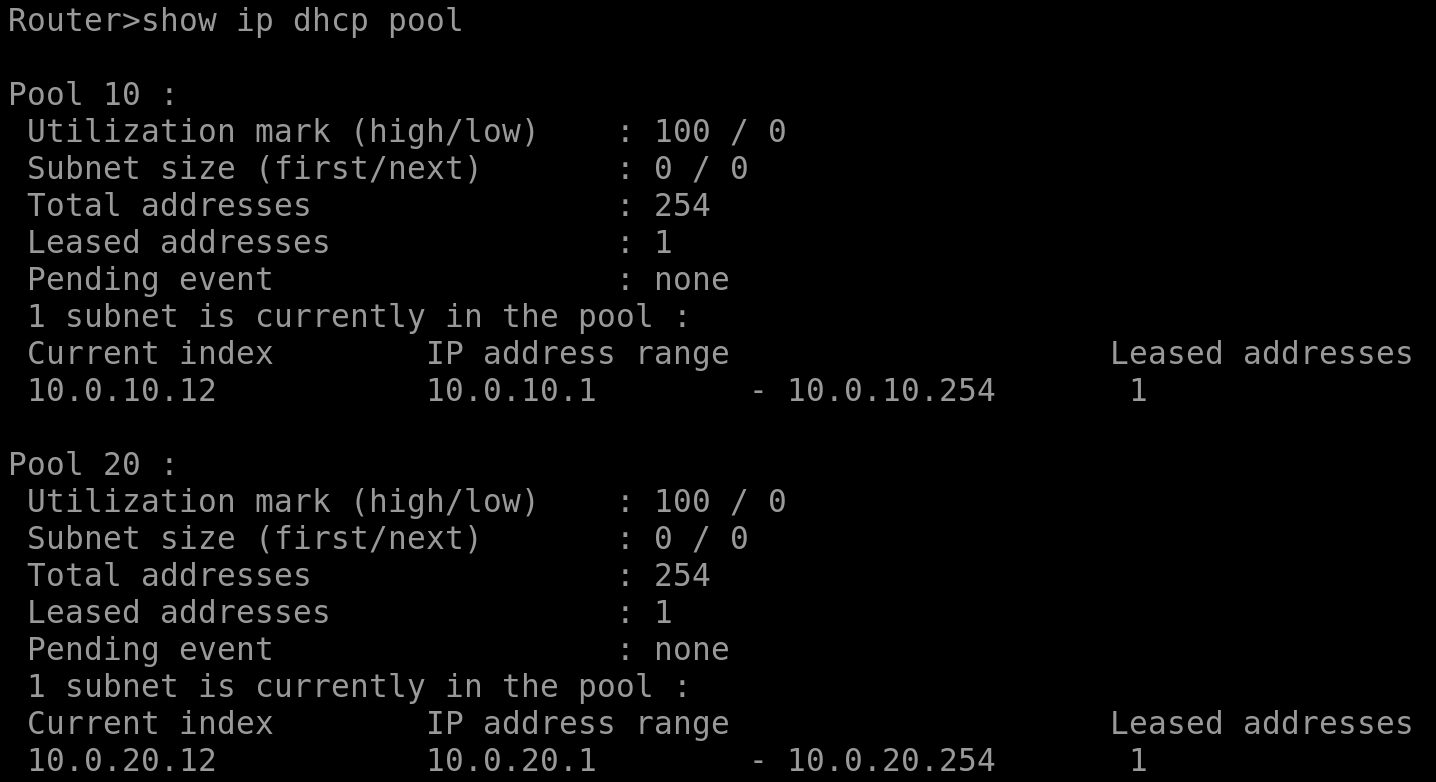 Router>show ip dhcp pool

Pool 10 :
 Utilization mark (high/low)    : 100 / 0
 Subnet size (first/next)       : 0 / 0
 Total addresses                : 254
 Leased addresses               : 1
 Pending event                  : none
 1 subnet is currently in the pool :
 Current index        IP address range                    Leased addresses
 10.0.10.12           10.0.10.1        - 10.0.10.254       1

Pool 20 :
 Utilization mark (high/low)    : 100 / 0
 Subnet size (first/next)       : 0 / 0
 Total addresses                : 254
 Leased addresses               : 1
 Pending event                  : none
 1 subnet is currently in the pool :
 Current index        IP address range                    Leased addresses
 10.0.20.12           10.0.20.1        - 10.0.20.254       1